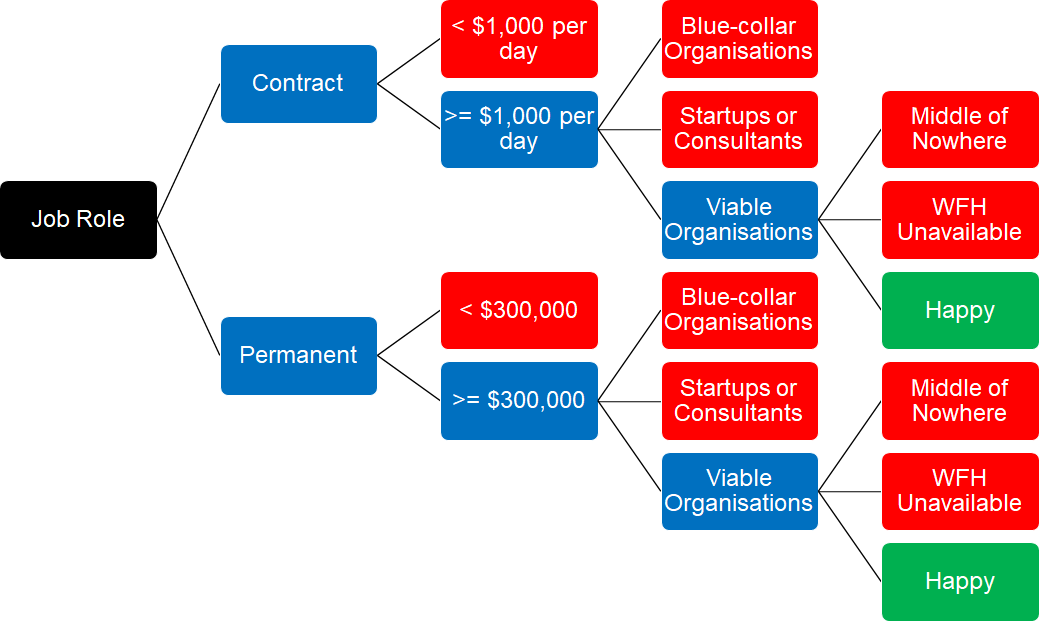 Job Role
Contract
< $1,000 per
day
>= $1,000 per
day
Blue-collar
Organisations
Startups or
Consultants
Viable
Organisations
Middle of
Nowhere
WFH
Unavailable
Happy
Permanent
< $300,000
>= $300,000
Blue-collar
Organisations
Startups or
Consultants
Viable
Organisations
Middle of
Nowhere
WFH
Unavailable
Happy